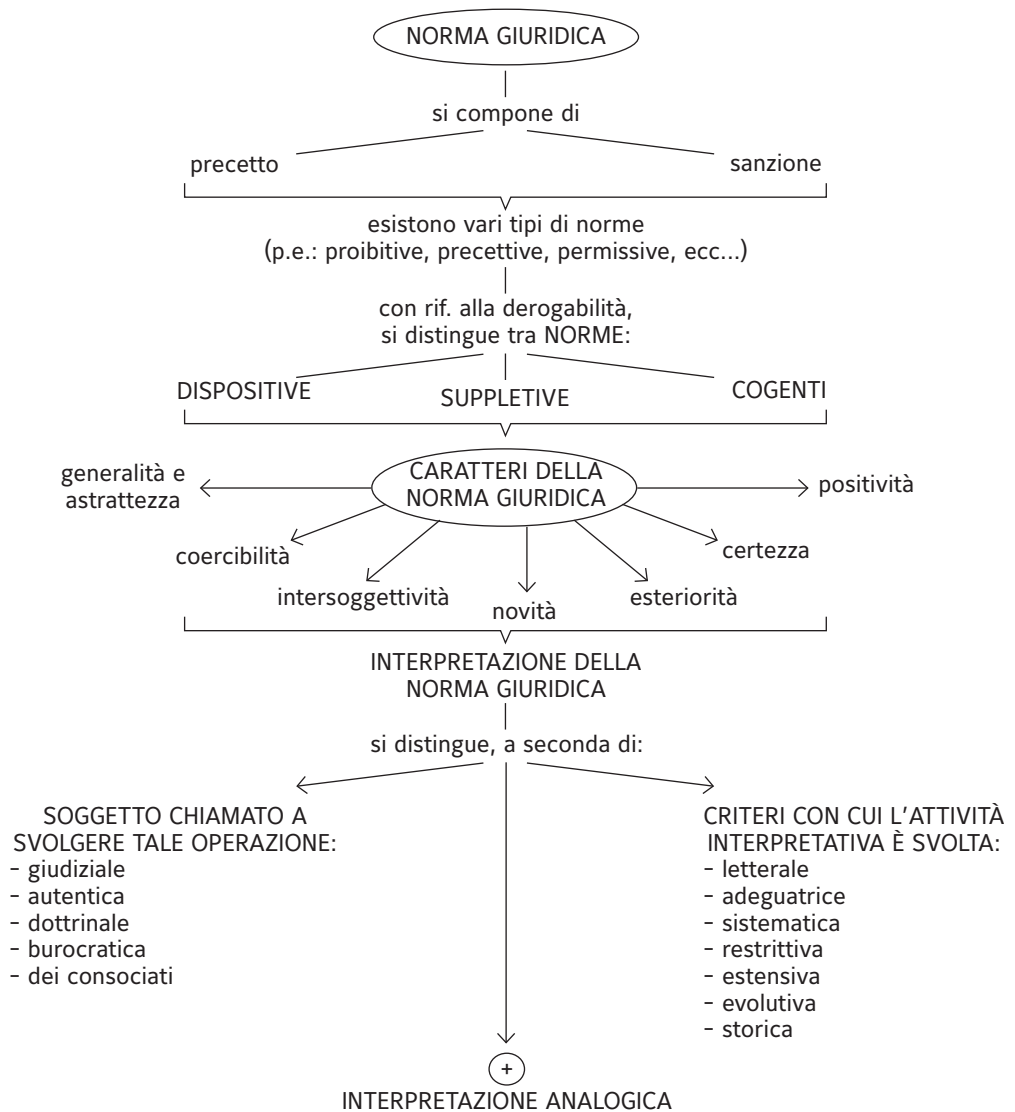 NORMA GIURIDICA
si compone di
precetto
sanzione
esistono vari tipi di norme
(p.e.: proibitive, precettive, permissive, ecc...)
con rif. alla derogabilità,
si distingue tra NORME:
DISPOSITIVE
SUPPLETIVE
COGENTI
CARATTERI DELLA
NORMA GIURIDICA
generalità e
astrattezza
positività
coercibilità
certezza
intersoggettività
novità
esteriorità
INTERPRETAZIONE DELLA
NORMA GIURIDICA
si distingue, a seconda di:
SOGGETTO CHIAMATO A
SVOLGERE TALE OPERAZIONE:
- giudiziale
- autentica
- dottrinale
- burocratica
- dei consociati
CRITERI CON CUI L'ATTIVITÀ
INTERPRETATIVA È SVOLTA:
- letterale
- adeguatrice
- sistematica
- restrittiva
- estensiva
- evolutiva
- storica
+
INTERPRETAZIONE ANALOGICA